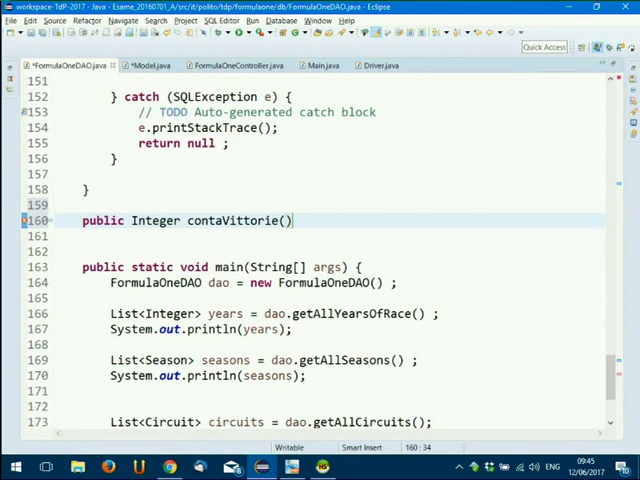 workspace-TdP-2017 - Java - Esame_20160701_A/src/it/polito/tdp/formulaone/db/FormulaOneDAO.java - Eclipse
File Edit Source Refactor Navigate Search Project SQL Editor Run Database Window Help
Quick Access
*FormulaOneDAO.java *Model.java FormulaOneController.java Main.java Driver.java
151
152 } catch (SQLException e) {
153 // TODO Auto-generated catch block
154 e.printStackTrace();
155 return null ;
156 }
157
158 }
159
160 public Integer contaVittorie()
161
162
163 public static void main(String[] args) {
164 FormulaOneDAO dao = new FormulaOneDAO() ;
165
166 List<Integer> years = dao.getAllYearsOfRace() ;
167 System.out.println(years);
168
169 List<Season> seasons = dao.getAllSeasons() ;
170 System.out.println(seasons);
171
172
173 List<Circuit> circuits = dao.getAllCircuits();
Writable Smart Insert 160 : 34
09:45
12/06/2017